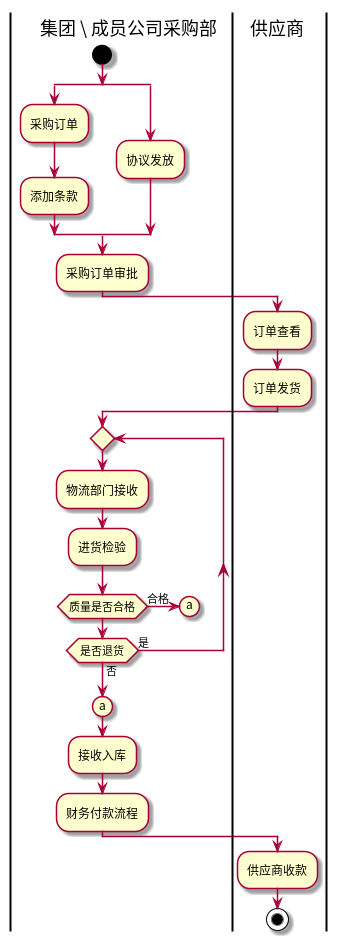 集团 \ 成员公司采购部
供应商
采购订单
协议发放
添加条款
采购订单审批
订单查看
订单发货
物流部门接收
进货检验
质量是否合格
合格
a
是否退货
是
否
a
接收入库
财务付款流程
供应商收款